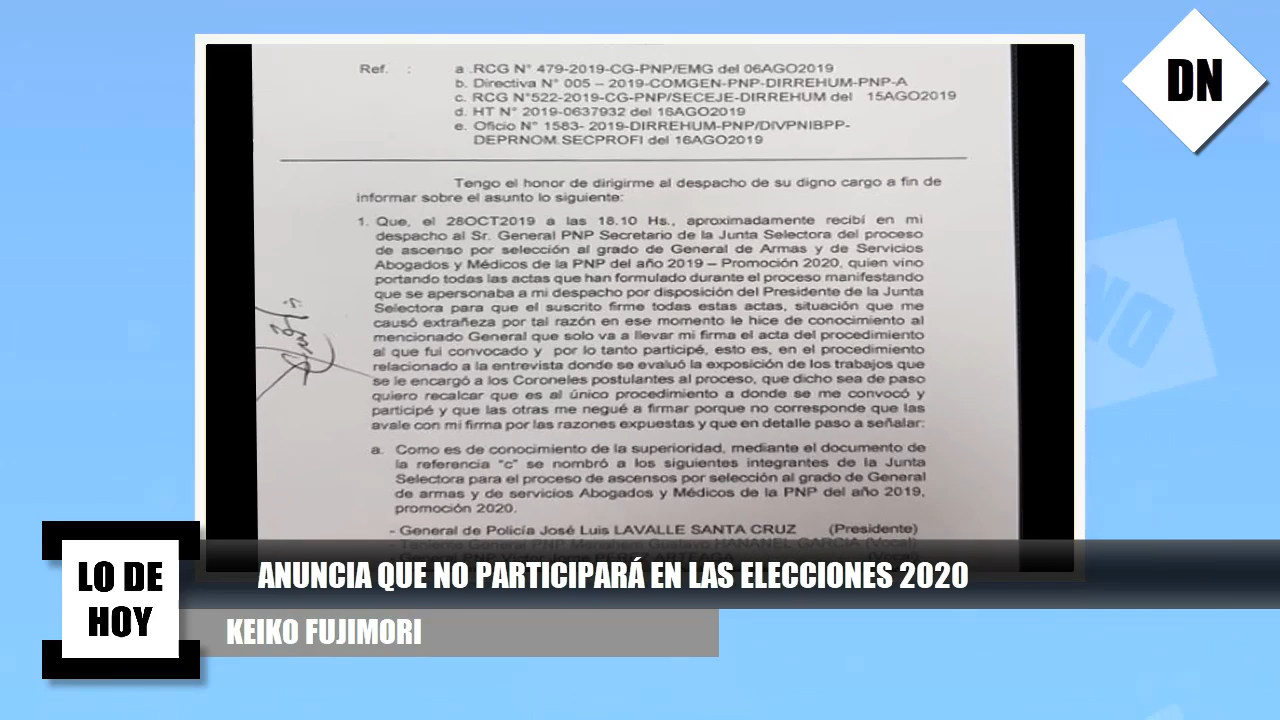 DN
Ref. : a .RCG N° 479-2019-CG-PNP/EMG del 06AGO2019
b. Directiva N° 005 – 2019-COMGEN-PNP-DIRREHUM-PNP-A
c. RCG N°522-2019-CG-PNP/SECEJE-DIRREHUM del 15AGO2019
d. HT N° 2019-0637932 del 16AGO2019
e. Oficio N° 1583- 2019-DIRREHUM-PNP/DIVPNIBPP-
DEPRNOM.SECPROFI del 16AGO2019
Tengo el honor de dirigirme al despacho de su digno cargo a fin de
informar sobre el asunto lo siguiente:
1. Que, el 28OCT2019 a las 18.10 Hs., aproximadamente recibí en mi
despacho al Sr. General PNP Secretario de la Junta Selectora del proceso
de ascenso por selección al grado de General de Armas y de Servicios
Abogados y Médicos de la PNP del año 2019 – Promoción 2020, quien vino
portando todas las actas que han formulado durante el proceso manifestando
que se apersonaba a mi despacho por disposición del Presidente de la Junta
Selectora para que el suscrito firme todas estas actas, situación que me
causó extrañeza por tal razón en ese momento le hice de conocimiento al
mencionado General que solo va a llevar mi firma el acta del procedimiento
al que fui convocado y por lo tanto participé, esto es, en el procedimiento
relacionado a la entrevista donde se evaluó la exposición de los trabajos que
se le encargó a los Coroneles postulantes al proceso, que dicho sea de paso
quiero recalcar que es al único procedimiento a donde se me convocó y
participé y que las otras me negué a firmar porque no corresponde que las
avale con mi firma por las razones expuestas y que en detalle paso a señalar:
a. Como es de conocimiento de la superioridad, mediante el documento de
la referencia "c" se nombró a los siguientes integrantes de la Junta
Selectora para el proceso de ascensos por selección al grado de General
de armas y de servicios Abogados y Médicos de la PNP del año 2019,
promoción 2020.
- General de Policía José Luis LAVALLE SANTA CRUZ (Presidente)
- Teniente General PNP Menahem Gustavo HANANEL GARCIA (Vocal)
- General PNP Víctor Jorge PEREZ ARTEAGA (Vocal)
LO DE
HOY
ANUNCIA QUE NO PARTICIPARÁ EN LAS ELECCIONES 2020
KEIKO FUJIMORI